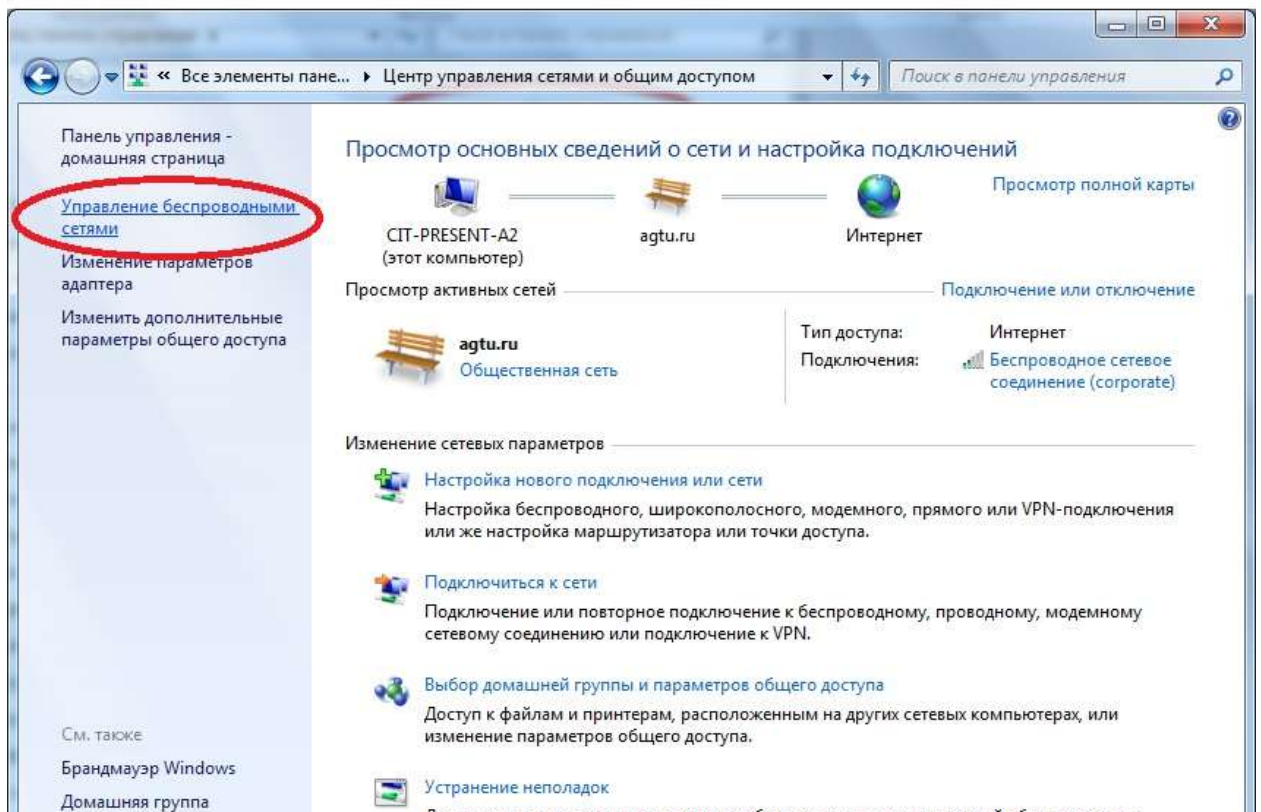 « Все элементы пане... ▸ Центр управления сетями и общим доступом
Поиск в панели управления
Панель управления -
домашняя страница
Управление беспроводными
сетями
Изменение параметров
адаптера
Изменить дополнительные
параметры общего доступа
См. также
Брандмауэр Windows
Домашняя группа
Просмотр основных сведений о сети и настройка подключений
Просмотр полной карты
CIT-PRESENT-A2
(этот компьютер)
agtu.ru
Интернет
Просмотр активных сетей
Подключение или отключение
agtu.ru
Общественная сеть
Тип доступа: Интернет
Подключения: Беспроводное сетевое
соединение (corporate)
Изменение сетевых параметров
Настройка нового подключения или сети
Настройка беспроводного, широкополосного, модемного, прямого или VPN-подключения
или же настройка маршрутизатора или точки доступа.
Подключиться к сети
Подключение или повторное подключение к беспроводному, проводному, модемному
сетевому соединению или подключение к VPN.
Выбор домашней группы и параметров общего доступа
Доступ к файлам и принтерам, расположенным на других сетевых компьютерах, или
изменение параметров общего доступа.
Устранение неполадок